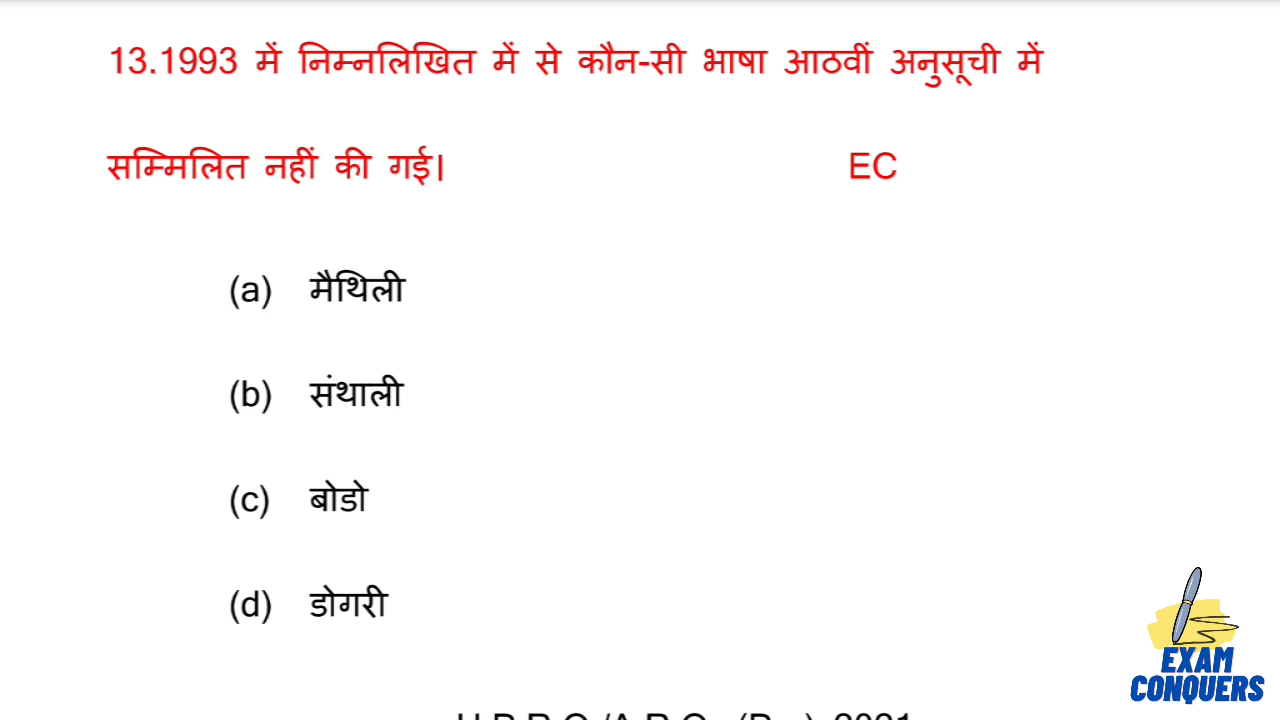 13.1993 में निम्नलिखित में से कौन-सी भाषा आठवीं अनुसूची में
सम्मिलित नहीं की गई। EC
(a) मैथिली
(b) संथाली
(c) बोडो
(d) डोगरी
EXAM
CONQUERS